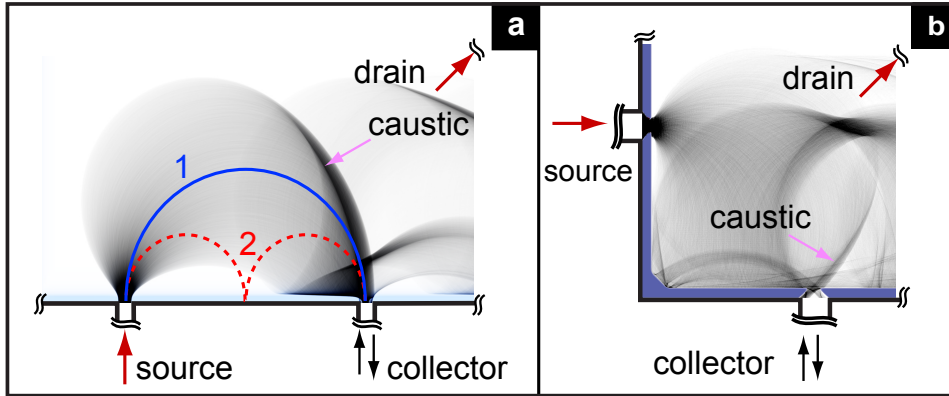 a
drain
caustic
1
2
source
collector
b
drain
source
caustic
collector